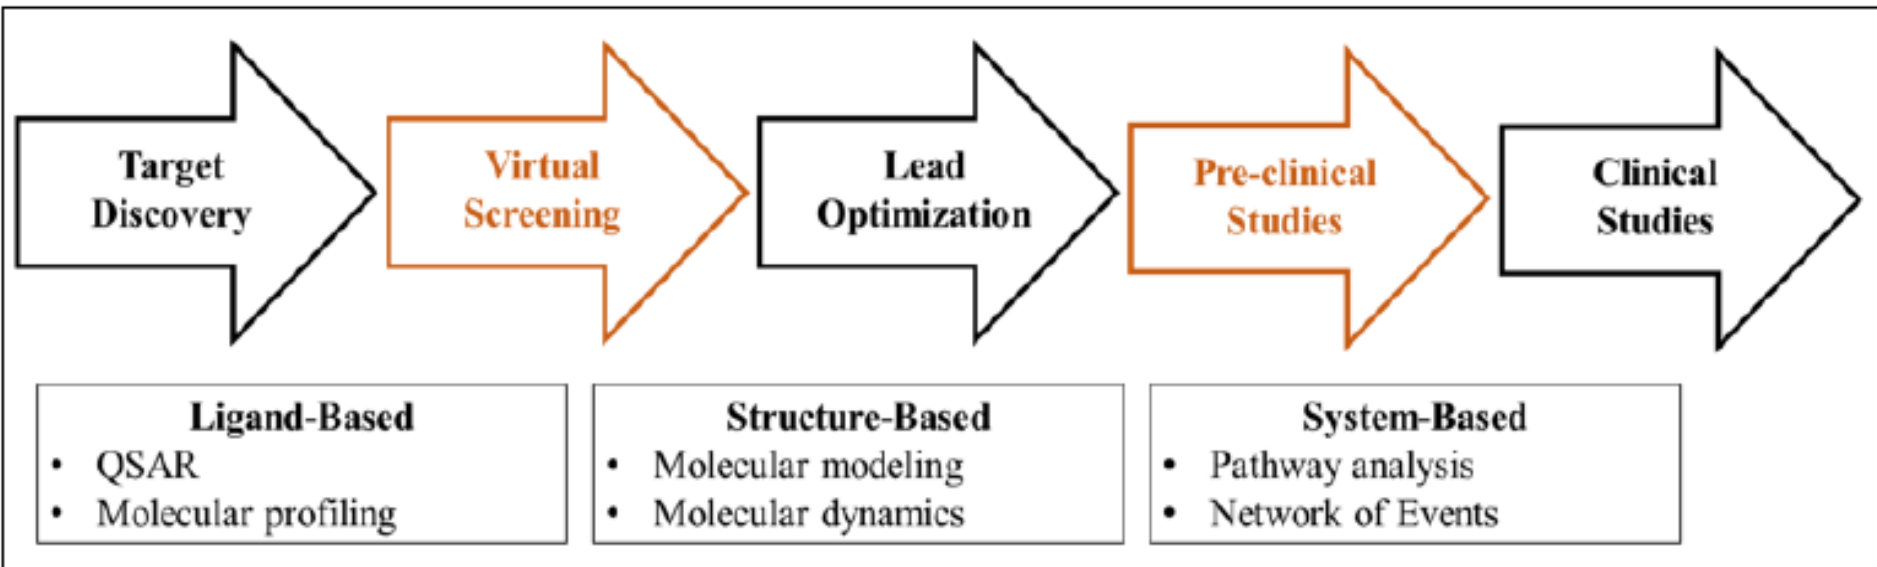 Target
Discovery
Virtual
Screening
Lead
Optimization
Pre-clinical
Studies
Clinical
Studies
Ligand-Based
• QSAR
• Molecular profiling
Structure-Based
• Molecular modeling
• Molecular dynamics
System-Based
• Pathway analysis
• Network of Events